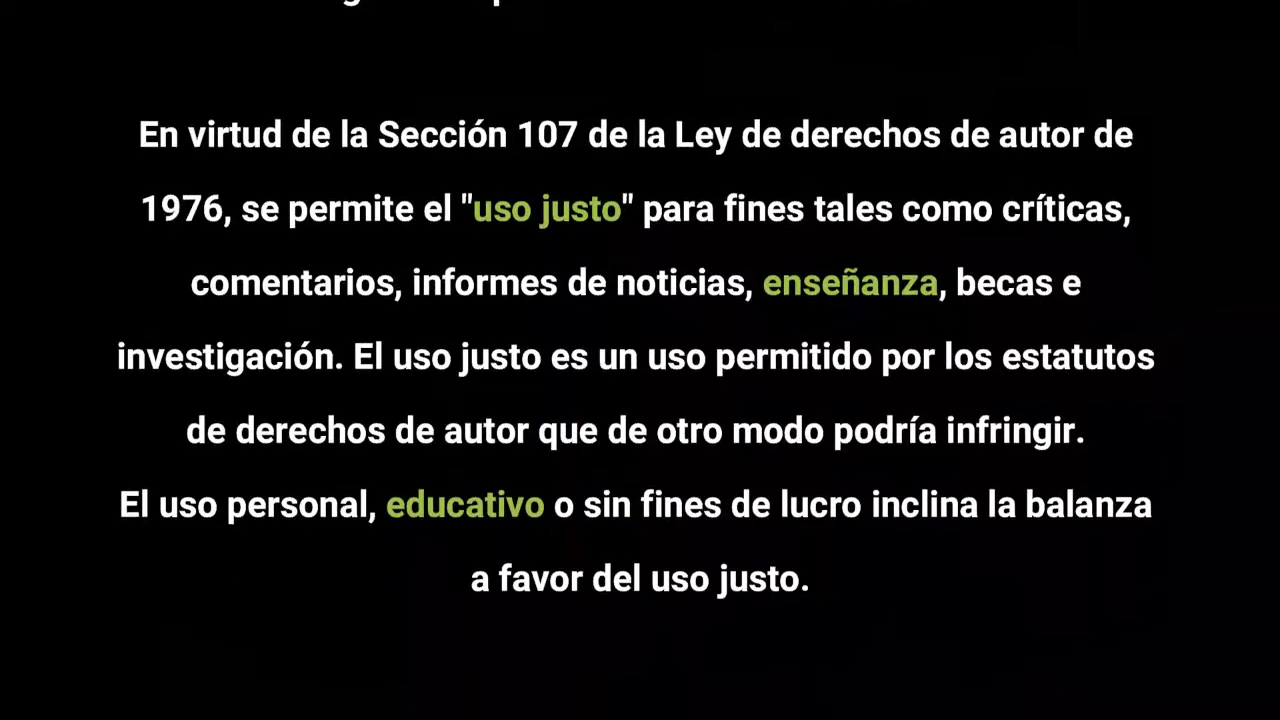 En virtud de la Sección 107 de la Ley de derechos de autor de
1976, se permite el "uso justo" para fines tales como críticas,
comentarios, informes de noticias, enseñanza, becas e
investigación. El uso justo es un uso permitido por los estatutos
de derechos de autor que de otro modo podría infringir.
El uso personal, educativo o sin fines de lucro inclina la balanza
a favor del uso justo.